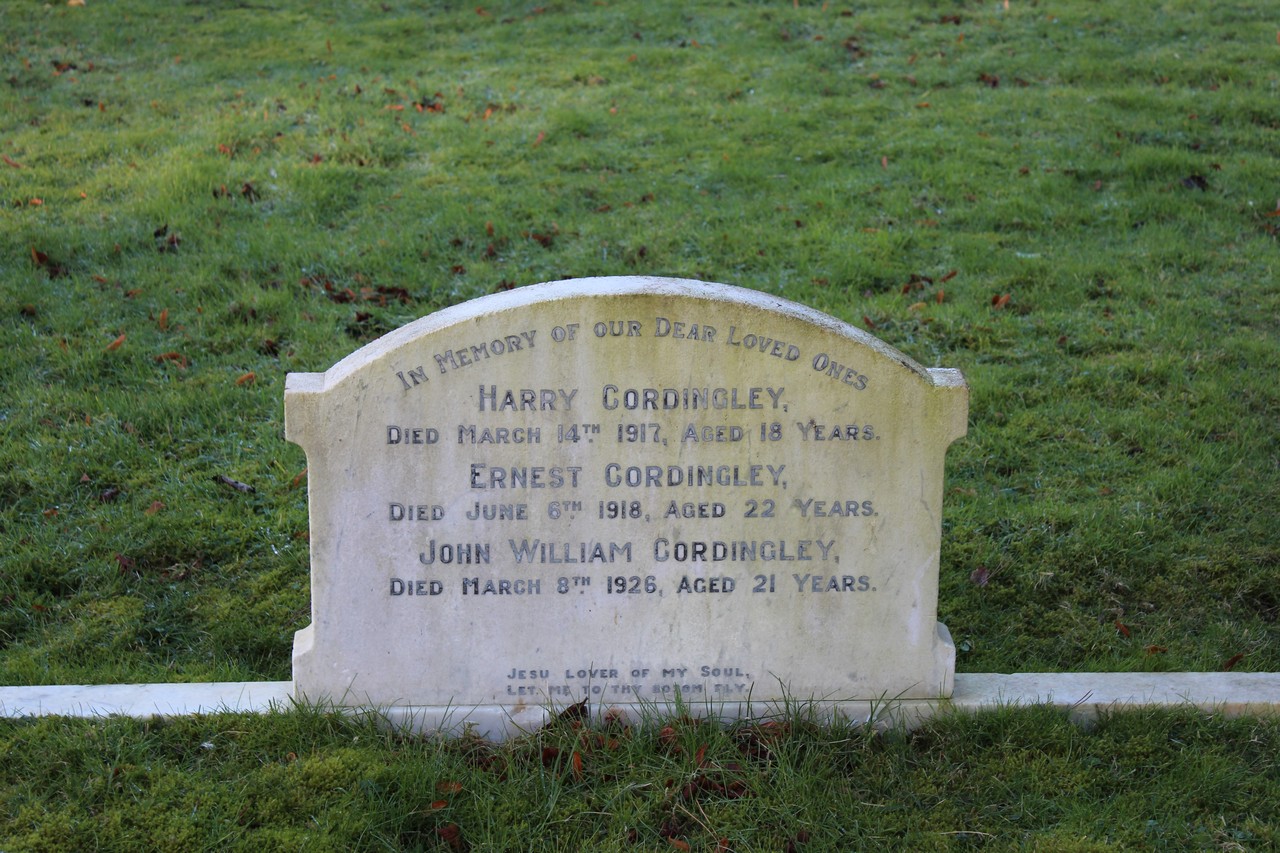 In Memory of our Dear Loved Ones
Harry Cordingley,
Died March 14th. 1917, Aged 18 Years.
Ernest Cordingley,
Died June 6th. 1918, Aged 22 Years.
John William Cordingley,
Died March 8th. 1926, Aged 21 Years.
Jesu lover of my Soul,
Let me to thy bosom fly.